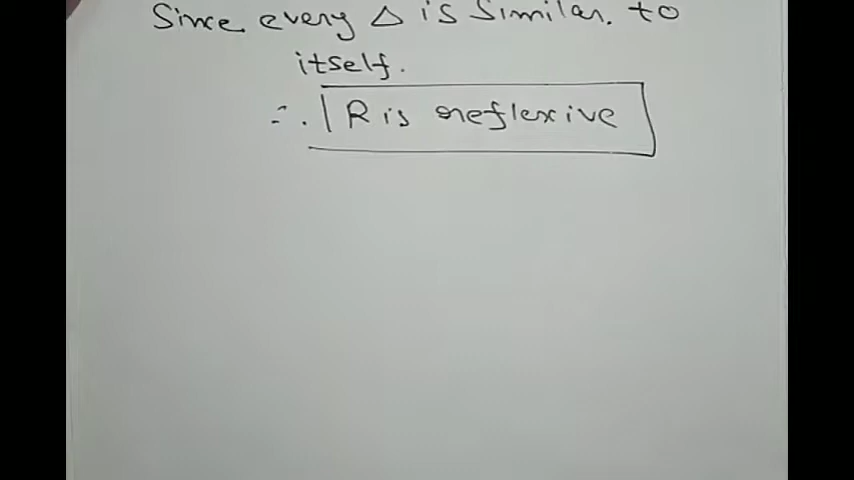 Since every △ is similar. to
itself.
∴ R is reflexive